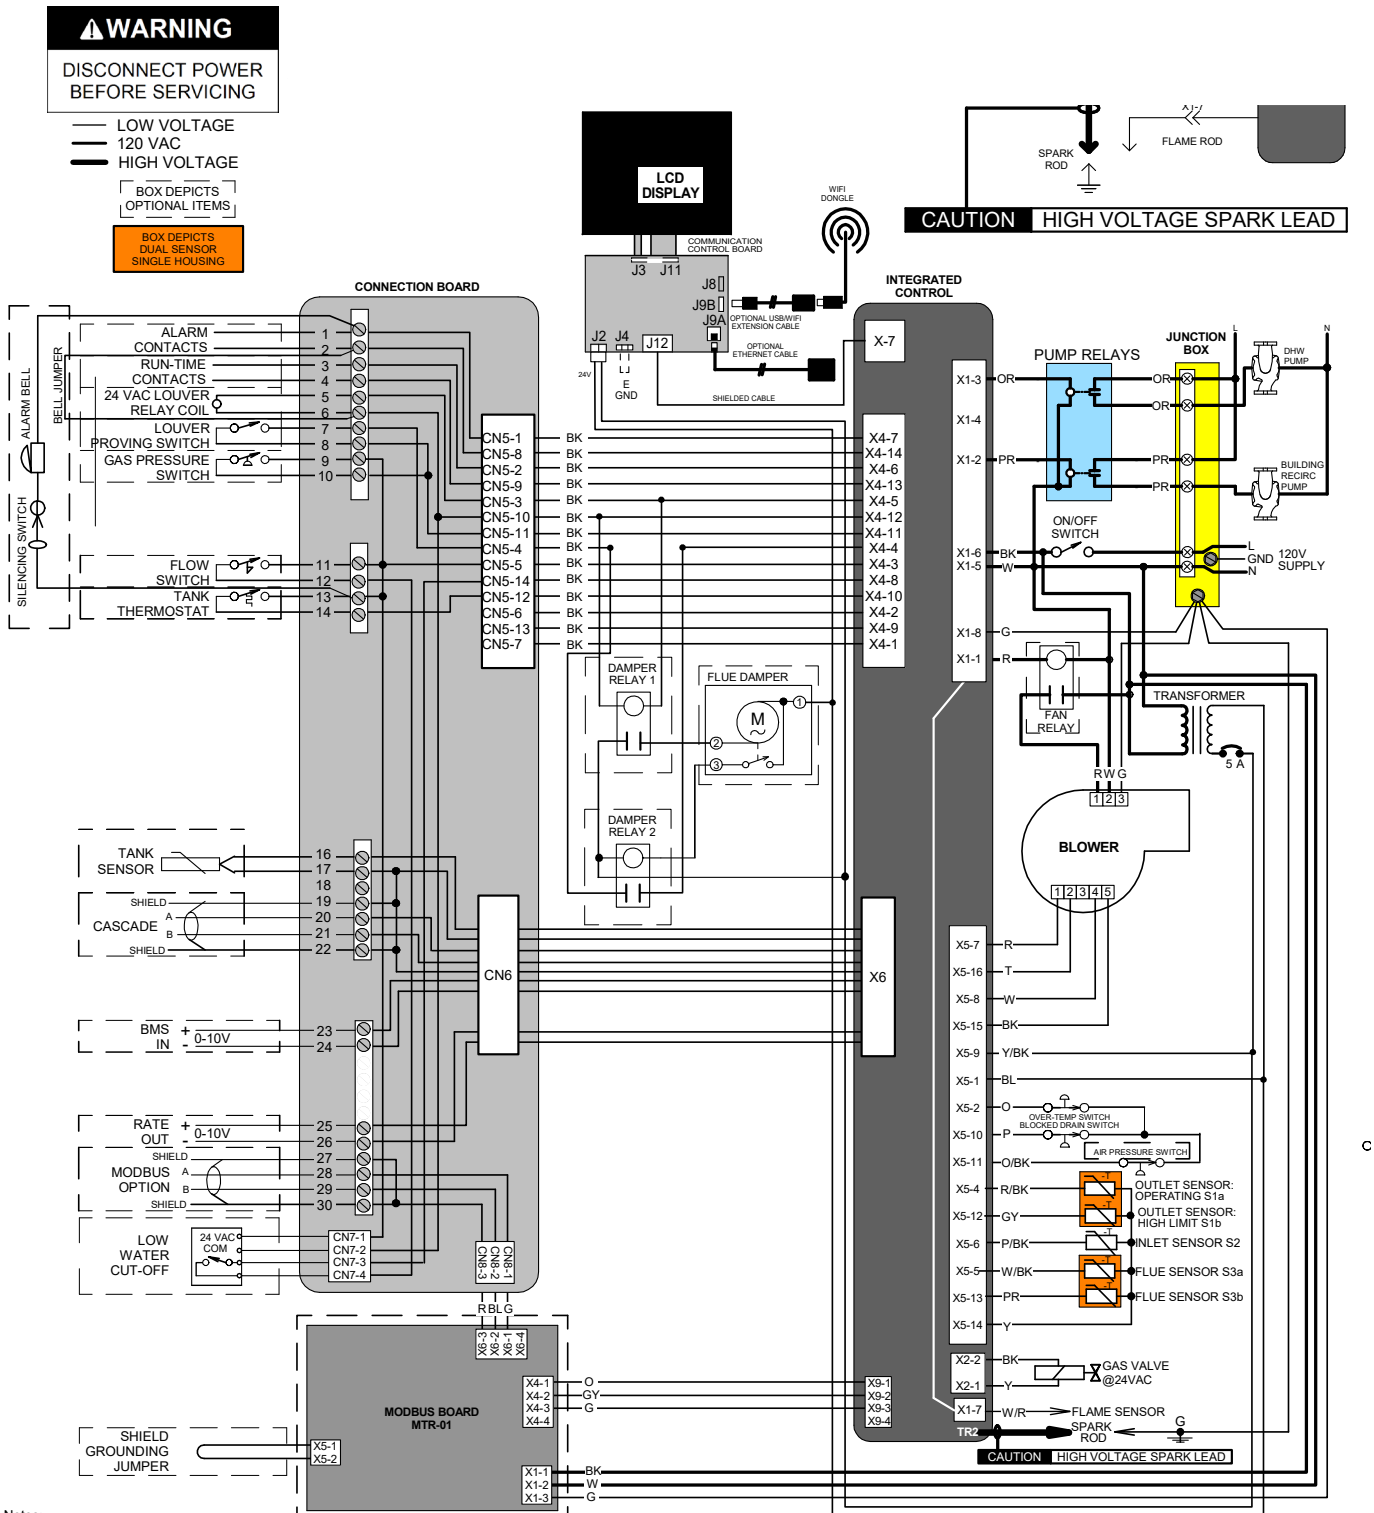 WARNING
DISCONNECT POWER
BEFORE SERVICING
LOW VOLTAGE
120 VAC
HIGH VOLTAGE
BOX DEPICTS
OPTIONAL ITEMS
BOX DEPICTS
DUAL SENSOR
SINGLE HOUSING
LCD
DISPLAY
WIFI
DONGLE
COMMUNICATION
CONTROL BOARD
J3 J11
J8
J9B
J9A
J2 J4 J12
24V
E
GND
OPTIONAL USB/WIFI
EXTENSION CABLE
OPTIONAL
ETHERNET CABLE
SHIELDED CABLE
X1-7
FLAME ROD
SPARK
ROD
CAUTION HIGH VOLTAGE SPARK LEAD
CONNECTION BOARD
ALARM BELL
SILENCING SWITCH
BELL JUMPER
ALARM 1
CONTACTS 2
RUN-TIME 3
CONTACTS 4
24 VAC LOUVER 5
RELAY COIL 6
LOUVER 7
PROVING SWITCH 8
GAS PRESSURE 9
SWITCH 10
FLOW 11
SWITCH 12
TANK 13
THERMOSTAT 14
CN5-1 BK X4-7
CN5-8 BK X4-14
CN5-2 BK X4-6
CN5-9 BK X4-13
CN5-3 BK X4-5
CN5-10 BK X4-12
CN5-11 BK X4-11
CN5-4 BK X4-4
CN5-5 BK X4-3
CN5-14 BK X4-8
CN5-12 BK X4-10
CN5-6 BK X4-2
CN5-13 BK X4-9
CN5-7 BK X4-1
INTEGRATED
CONTROL
X-7
X1-3 OR
X1-4
X1-2 PR
X1-6 BK
X1-5 W
X1-8 G
X1-1 R
PUMP RELAYS
JUNCTION
BOX
OR
OR
PR
PR
L
N
DHW
PUMP
BUILDING
RECIRC
PUMP
ON/OFF
SWITCH
L
GND
N
120V
SUPPLY
FAN
RELAY
TRANSFORMER
5 A
DAMPER
RELAY 1
FLUE DAMPER
M
1
2
3
DAMPER
RELAY 2
R W G
1 2 3
BLOWER
1 2 3 4 5
TANK
SENSOR
16
17
18
SHIELD 19
CASCADE
A 20
B 21
SHIELD 22
CN6
X6
BMS + 23
IN - 24
0-10V
RATE + 25
OUT - 26
0-10V
SHIELD 27
MODBUS A 28
OPTION B 29
SHIELD 30
LOW
WATER
CUT-OFF
24 VAC
COM
CN7-1
CN7-2
CN7-3
CN7-4
CN8-3
CN8-2
CN8-1
R BL G
X6-3
X6-2
X6-1
X6-4
MODBUS BOARD
MTR-01
X4-1 O X9-1
X4-2 GY X9-2
X4-3 G X9-3
X4-4 X9-4
SHIELD
GROUNDING
JUMPER
X5-1
X5-2
X1-1 BK
X1-2 W
X1-3 G
X5-7 R
X5-16 T
X5-8 W
X5-15 BK
X5-9 Y/BK
X5-1 BL
X5-2 O
OVER-TEMP SWITCH
BLOCKED DRAIN SWITCH
X5-10 P
AIR PRESSURE SWITCH
X5-11 O/BK
X5-4 R/BK
-T
OUTLET SENSOR:
OPERATING S1a
X5-12 GY
-T
OUTLET SENSOR:
HIGH LIMIT S1b
X5-6 P/BK
-T
INLET SENSOR S2
X5-5 W/BK
-T
FLUE SENSOR S3a
X5-13 PR
-T
FLUE SENSOR S3b
X5-14 Y
X2-2 BK
X2-1 Y
GAS VALVE
@24VAC
X1-7 W/R FLAME SENSOR
TR2
SPARK
ROD
G
CAUTION HIGH VOLTAGE SPARK LEAD